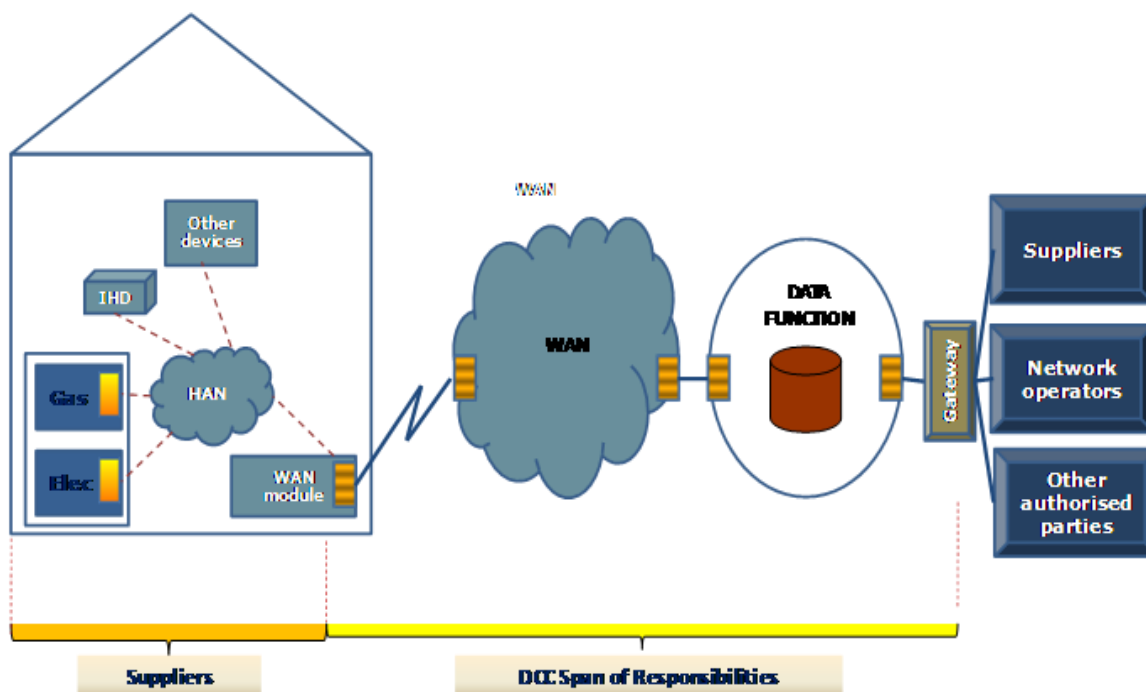 WAN
Other
devices
IHD
HAN
Gas
Elec
WAN
module
WAN
DATA
FUNCTION
Gateway
Suppliers
Network
operators
Other
authorised
parties
Suppliers
DCC Span of Responsibilities